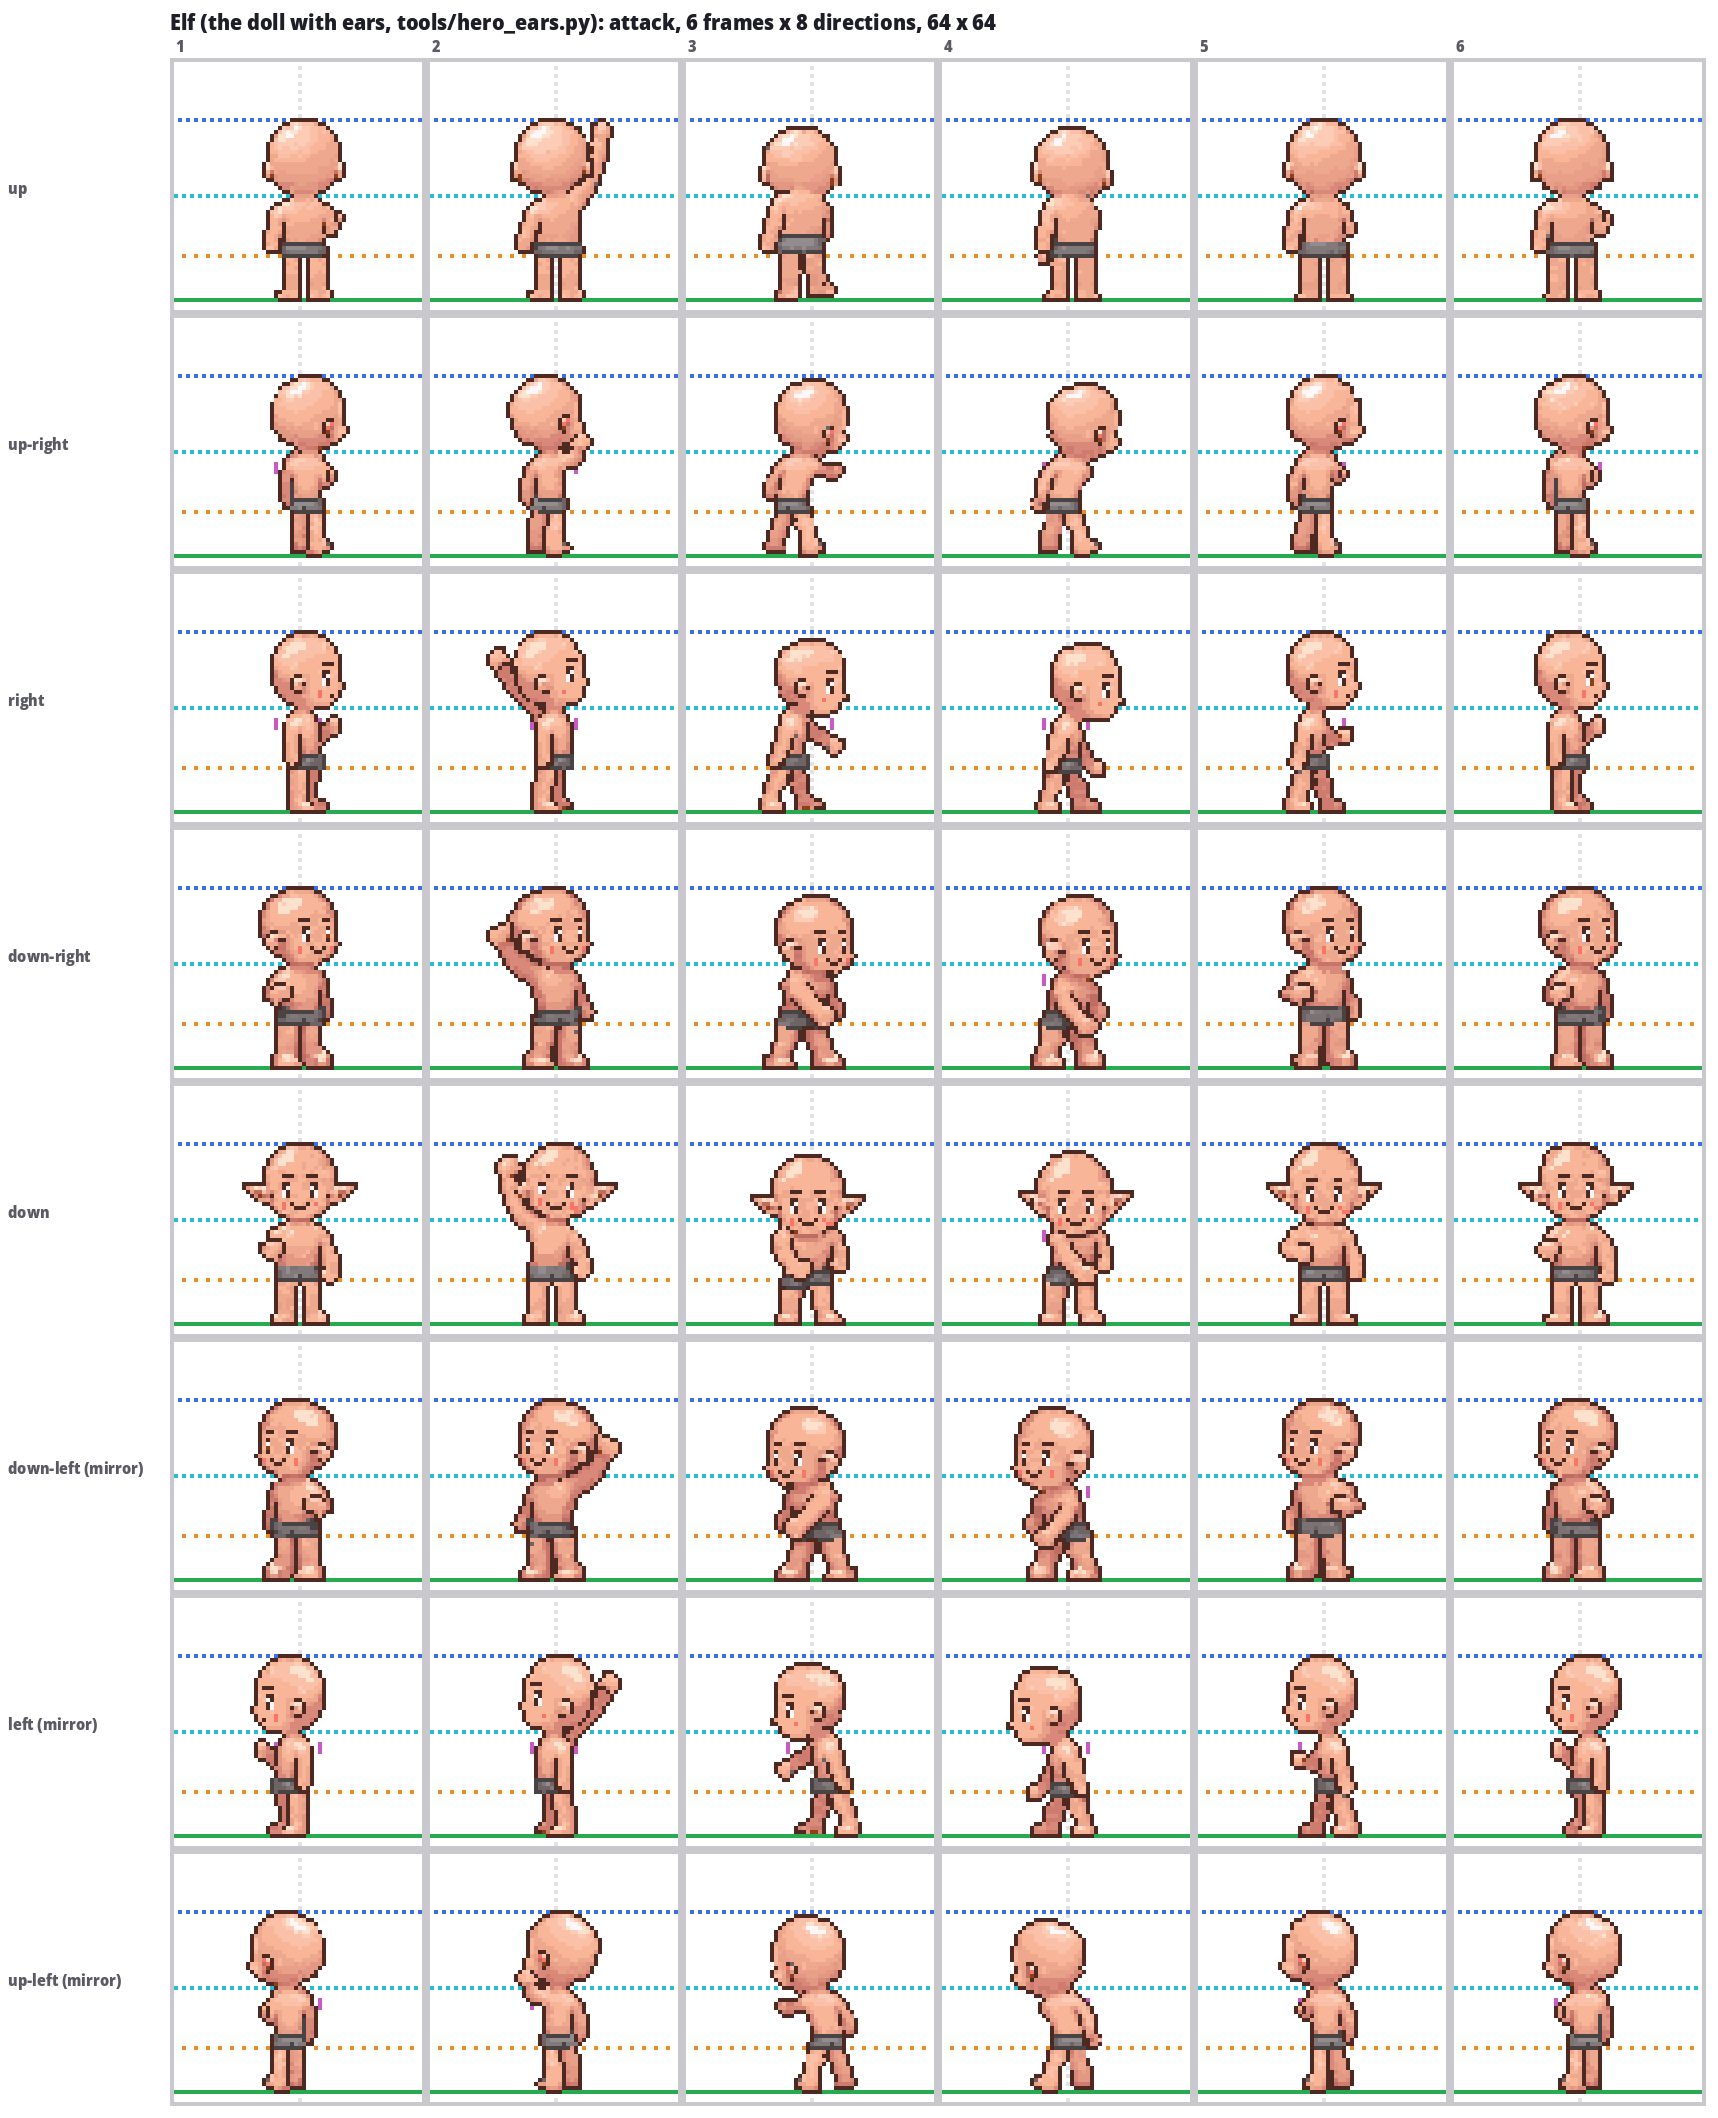 Elf (the doll with ears, tools/hero_ears.py): attack, 6 frames x 8 directions, 64 x 64
1 2 3 4 5 6
up
up-right
right
down-right
down
down-left (mirror)
left (mirror)
up-left (mirror)